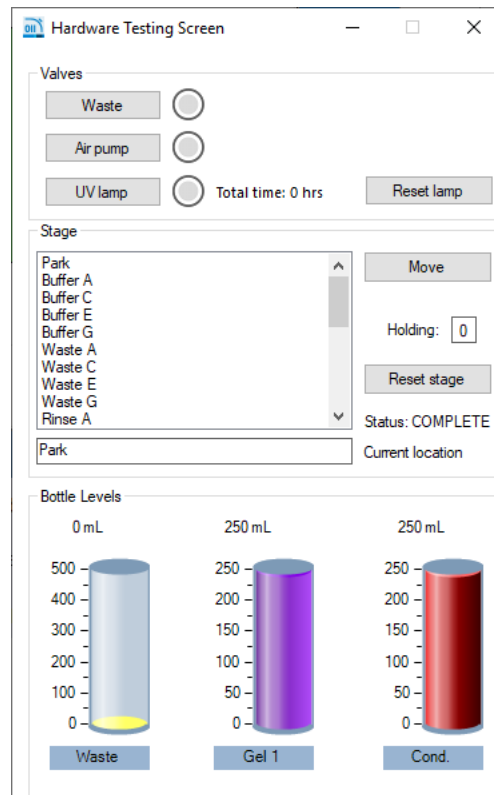 Hardware Testing Screen
Valves
Waste
Air pump
UV lamp Total time: 0 hrs Reset lamp
Stage
Park
Buffer A
Buffer C
Buffer E
Buffer G
Waste A
Waste C
Waste E
Waste G
Rinse A
Move
Holding: 0
Reset stage
Status: COMPLETE
Park Current location
Bottle Levels
0 mL 250 mL 250 mL
500 250 250
400 200 200
300 150 150
200 100 100
100 50 50
0 0 0
Waste Gel 1 Cond.